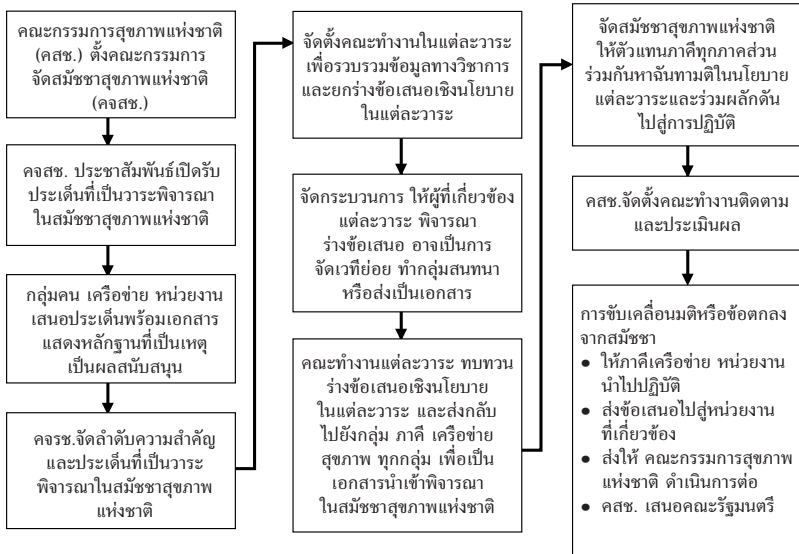 คณะกรรมการสุขภาพแห่งชาติ
(คสช.) ตั้งคณะกรรมการ
จัดสมัชชาสุขภาพแห่งชาติ
(คจสช.)
คจสช. ประชาสัมพันธ์เปิดรับ
ประเด็นที่เป็นวาระพิจารณา
ในสมัชชาสุขภาพแห่งชาติ
กลุ่มคน เครือข่าย หน่วยงาน
เสนอประเด็นพร้อมเอกสาร
แสดงหลักฐานที่เป็นเหตุ
เป็นผลสนับสนุน
คจรช.จัดลำดับความสำคัญ
และประเด็นที่เป็นวาระ
พิจารณาในสมัชชาสุขภาพ
แห่งชาติ
จัดตั้งคณะทำงานในแต่ละวาระ
เพื่อรวบรวมข้อมูลทางวิชาการ
และยกร่างข้อเสนอเชิงนโยบาย
ในแต่ละวาระ
จัดกระบวนการ ให้ผู้ที่เกี่ยวข้อง
แต่ละวาระ พิจารณา
ร่างข้อเสนอ อาจเป็นการ
จัดเวทีย่อย ทำกลุ่มสนทนา
หรือส่งเป็นเอกสาร
คณะทำงานแต่ละวาระ ทบทวน
ร่างข้อเสนอเชิงนโยบาย
ในแต่ละวาระ และส่งกลับ
ไปยังกลุ่ม ภาคี เครือข่าย
สุขภาพ ทุกกลุ่ม เพื่อเป็น
เอกสารนำเข้าพิจารณา
ในสมัชชาสุขภาพแห่งชาติ
จัดสมัชชาสุขภาพแห่งชาติ
ให้ตัวแทนภาคีทุกภาคส่วน
ร่วมกันหาฉันทามติในนโยบาย
แต่ละวาระและร่วมผลักดัน
ไปสู่การปฏิบัติ
คสช.จัดตั้งคณะทำงานติดตาม
และประเมินผล
การขับเคลื่อนมติหรือข้อตกลง
จากสมัชชา
● ให้ภาคีเครือข่าย หน่วยงาน
นำไปปฏิบัติ
● ส่งข้อเสนอไปสู่หน่วยงาน
ที่เกี่ยวข้อง
● ส่งให้ คณะกรรมการสุขภาพ
แห่งชาติ ดำเนินการต่อ
● คสช. เสนอคณะรัฐมนตรี